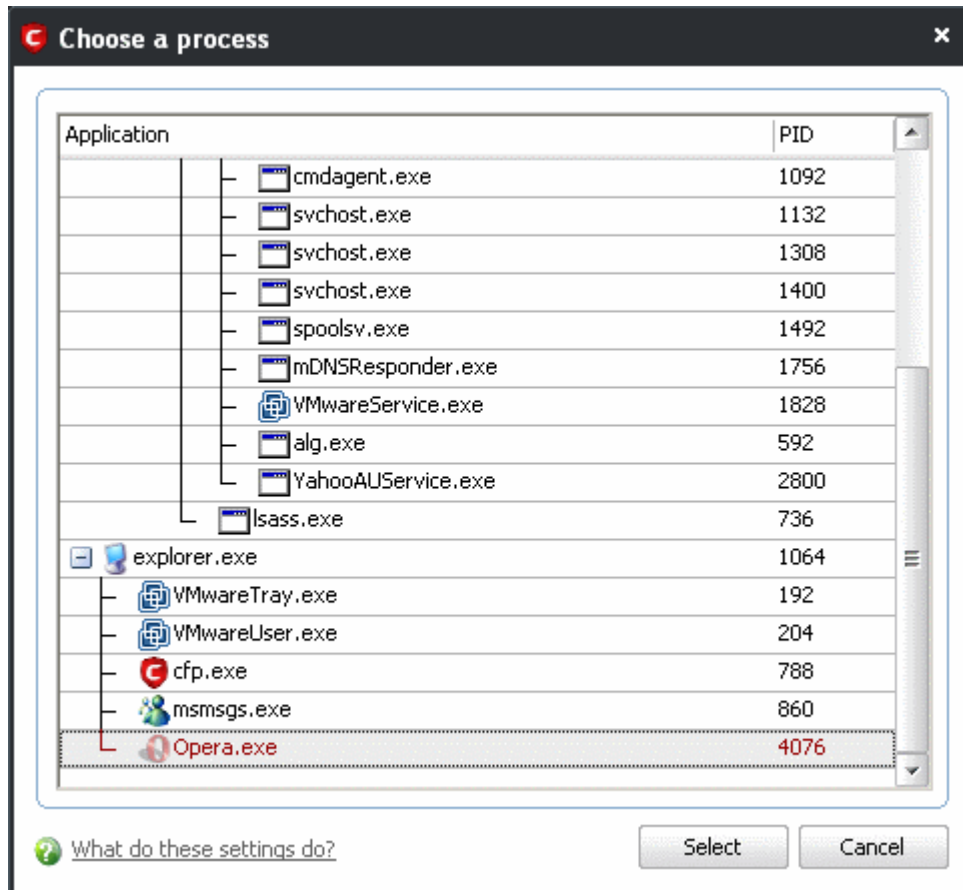 Choose a process
Application PID
cmdagent.exe 1092
svchost.exe 1132
svchost.exe 1308
svchost.exe 1400
spoolsv.exe 1492
mDNSResponder.exe 1756
VMwareService.exe 1828
alg.exe 592
YahooAUService.exe 2800
lsass.exe 736
explorer.exe 1064
VMwareTray.exe 192
VMwareUser.exe 204
cfp.exe 788
msmsgs.exe 860
Opera.exe 4076
What do these settings do? Select Cancel